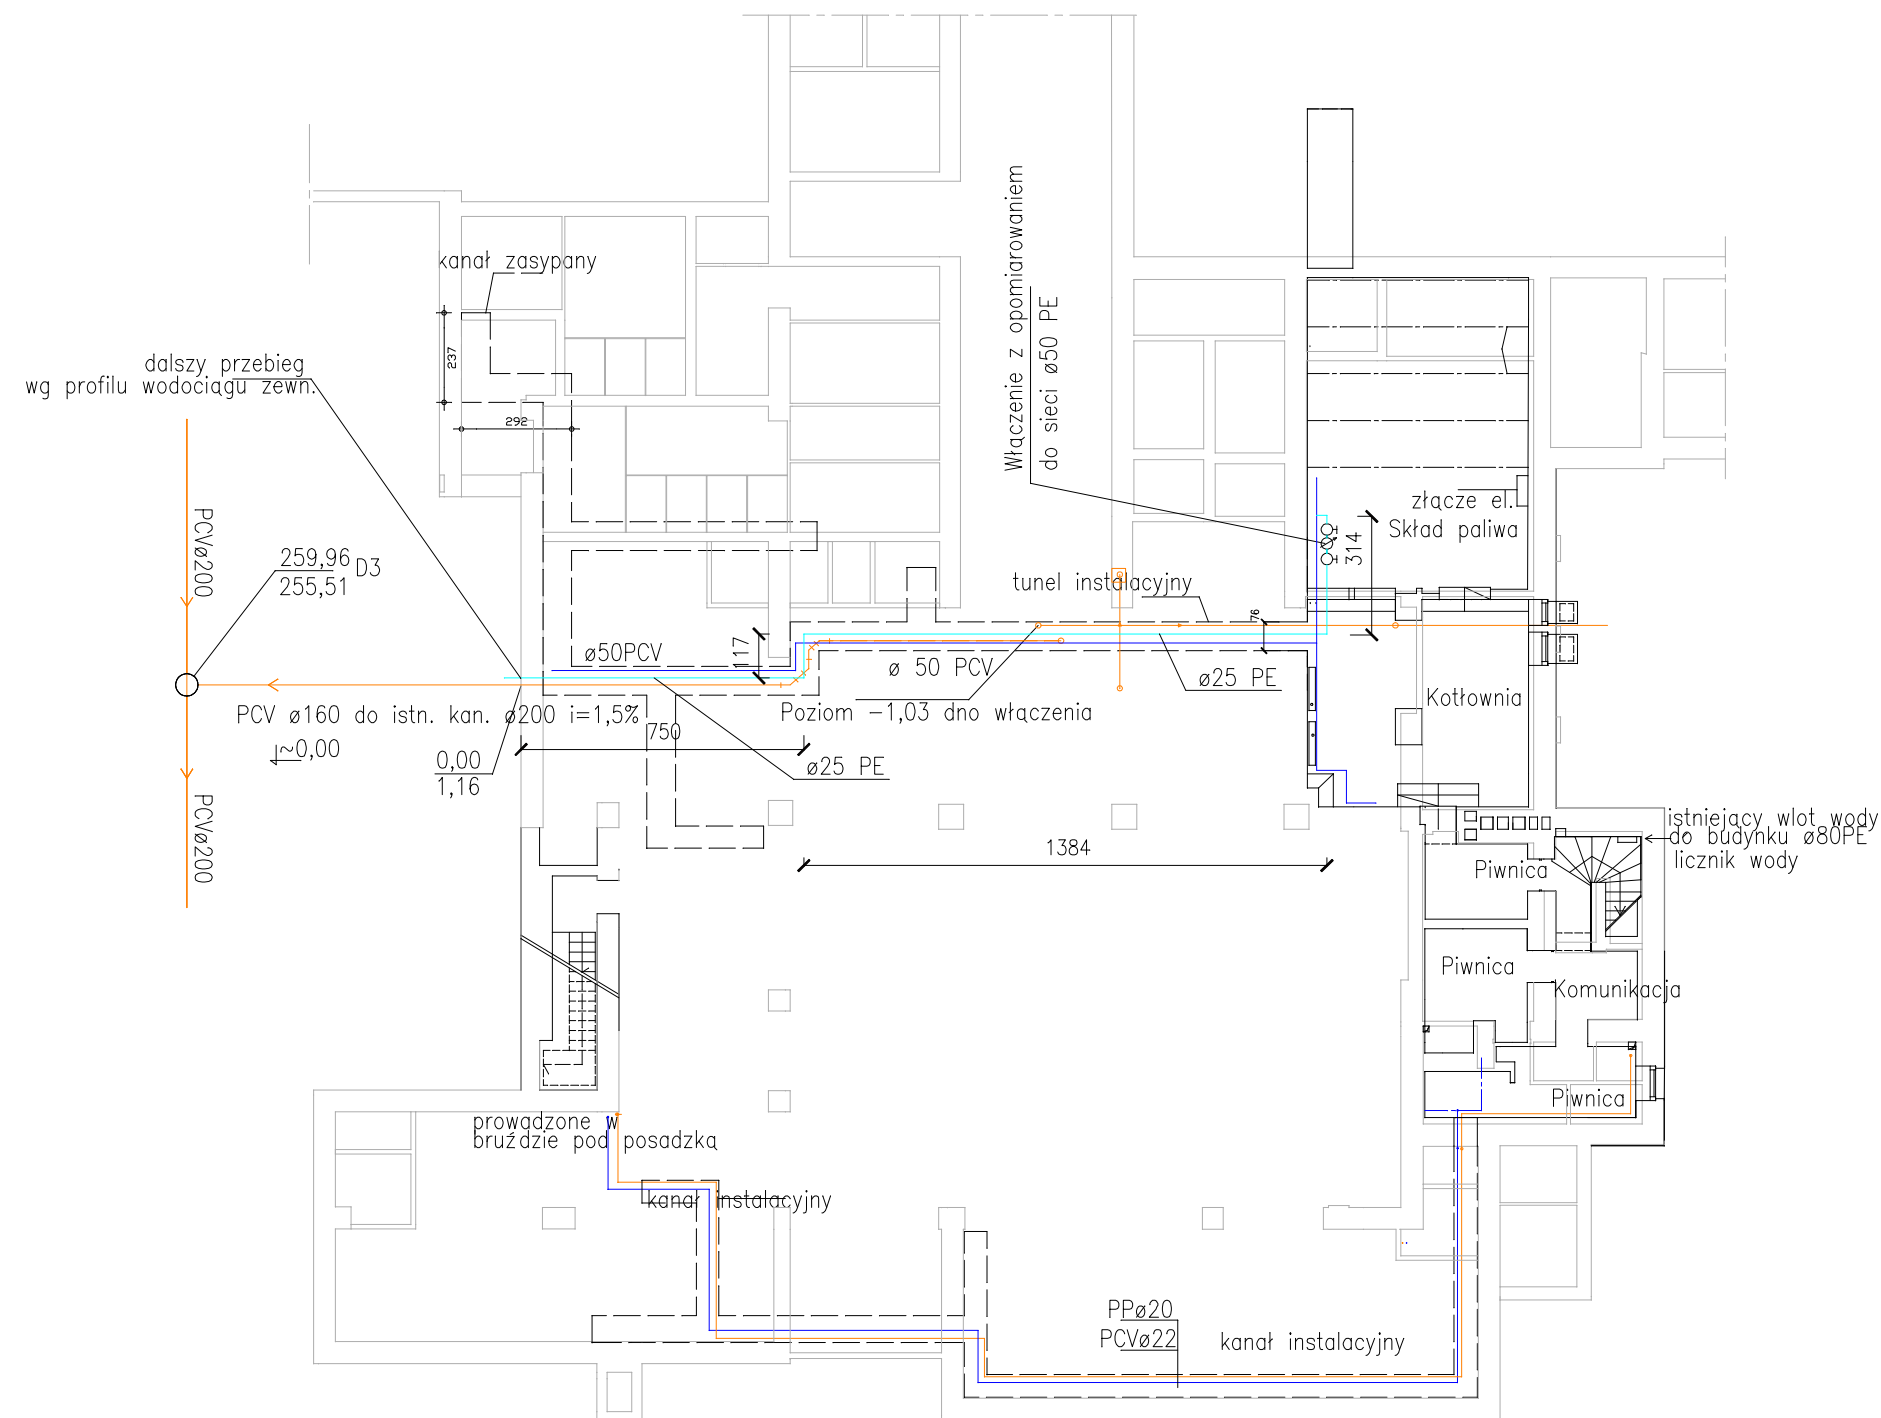 kanał zasypany
237
292
dalszy przebieg
wg profilu wodociągu zewn.
Włączenie z opomiarowaniem
do sieci ø50 PE
złącze el.
Skład paliwa
314
PCVø200
259,96
D3
255,51
tunel instalacyjny
76
ø50PCV
117
ø 50 PCV
ø25 PE
Kotłownia
PCV ø160 do istn. kan. ø200 i=1,5%
Poziom -1,03 dno włączenia
750
~0,00
0,00
1,16
ø25 PE
PCVø200
1384
istniejący wlot wody
do budynku ø80PE
licznik wody
Piwnica
Piwnica
Komunikacja
Piwnica
prowadzone w
bruździe pod posadzką
kanał instalacyjny
PPø20
PCVø22
kanał instalacyjny